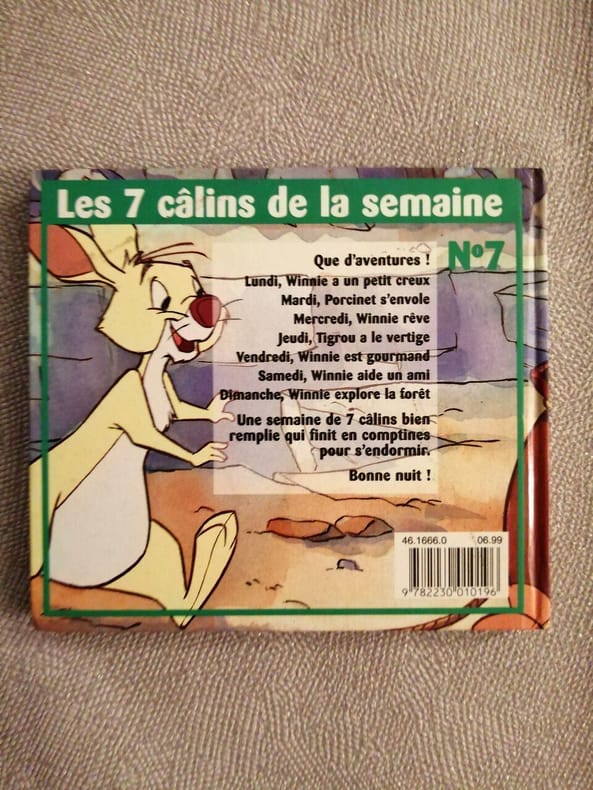 Les 7 câlins de la semaine
N°7
Que d'aventures !
Lundi, Winnie a un petit creux
Mardi, Porcinet s'envole
Mercredi, Winnie rêve
Jeudi, Tigrou a le vertige
Vendredi, Winnie est gourmand
Samedi, Winnie aide un ami
Dimanche, Winnie explore la forêt
Une semaine de 7 câlins bien
remplie qui finit en comptines
pour s'endormir.
Bonne nuit !
46.1666.0 06.99
9 782230 010196